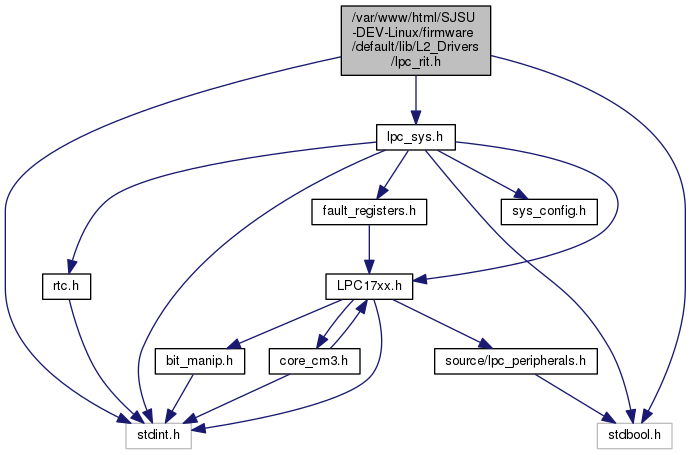 /var/www/html/SJSU
-DEV-Linux/firmware
/default/lib/L2_Drivers
/lpc_rit.h
lpc_sys.h
fault_registers.h
sys_config.h
rtc.h
LPC17xx.h
bit_manip.h
core_cm3.h
source/lpc_peripherals.h
stdint.h
stdbool.h